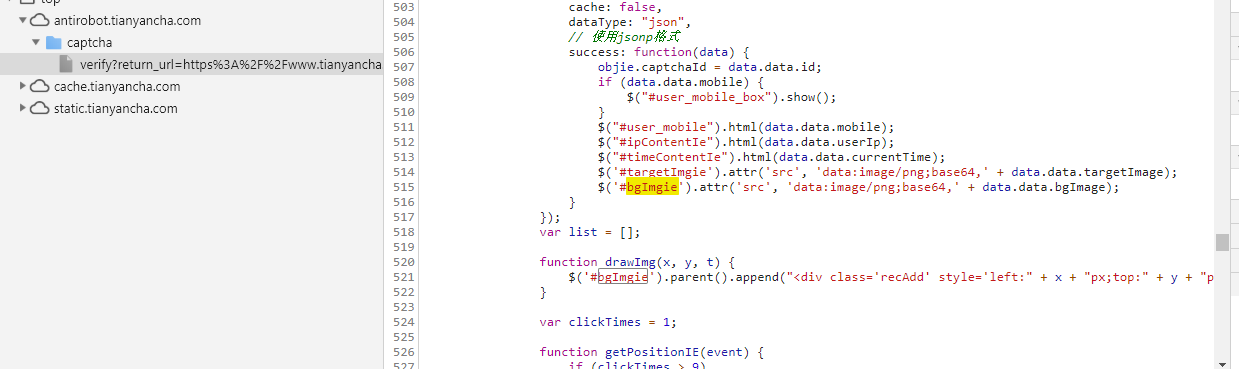 top
antirobot.tianyancha.com
captcha
verify?return_url=https%3A%2F%2Fwww.tianyancha
cache.tianyancha.com
static.tianyancha.com
503 cache: false,
504 dataType: "json",
505 // 使用jsonp格式
506 success: function(data) {
507 objie.captchaId = data.data.id;
508 if (data.data.mobile) {
509 $("#user_mobile_box").show();
510 }
511 $("#user_mobile").html(data.data.mobile);
512 $("#ipContentIe").html(data.data.userIp);
513 $("#timeContentIe").html(data.data.currentTime);
514 $('#targetImgie').attr('src', 'data:image/png;base64,' + data.data.targetImage);
515 $('#bgImgie').attr('src', 'data:image/png;base64,' + data.data.bgImage);
516 }
517 });
518 var list = [];
519
520 function drawImg(x, y, t) {
521 $('#bgImgie').parent().append("<div class='recAdd' style='left:" + x + "px;top:" + y + "p
522 }
523
524 var clickTimes = 1;
525
526 function getPositionIE(event) {
527 if (clickTimes > 9)